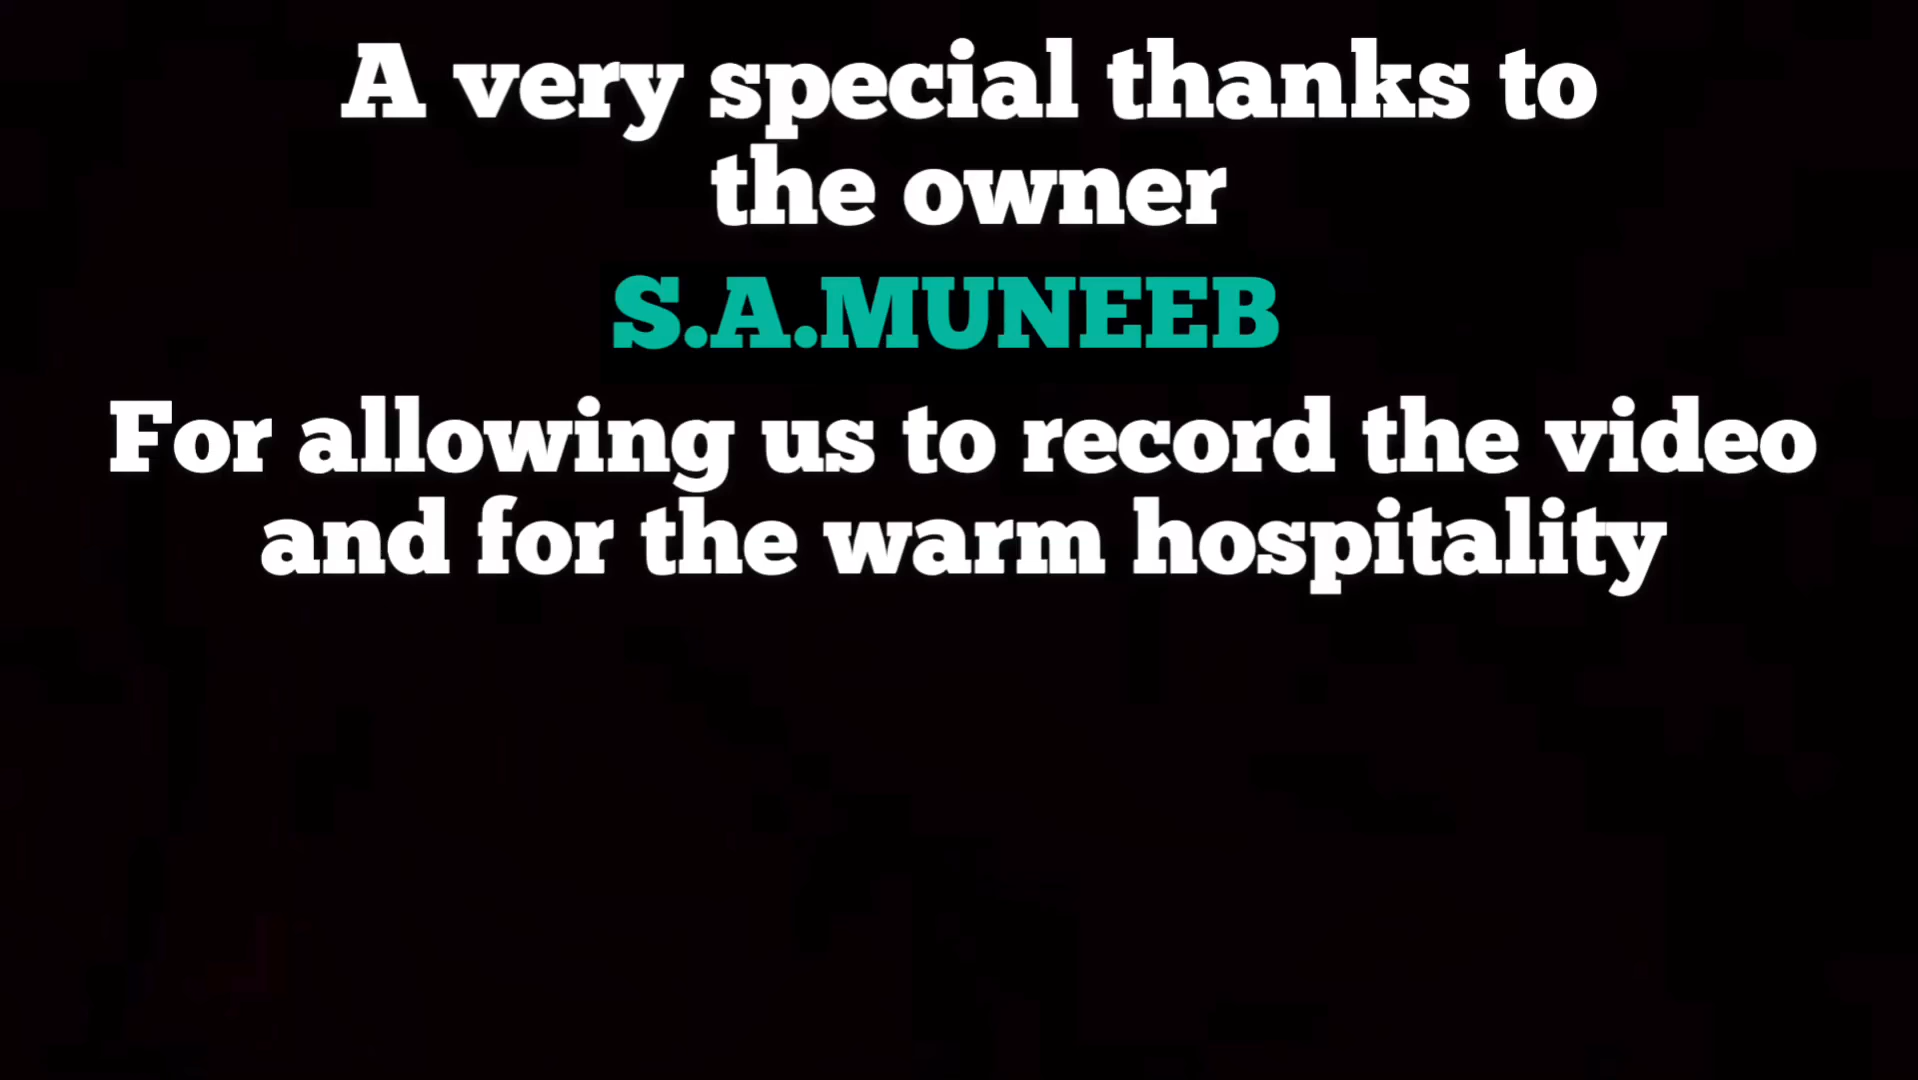 A very special thanks to
the owner
S.A.MUNEEB
For allowing us to record the video
and for the warm hospitality